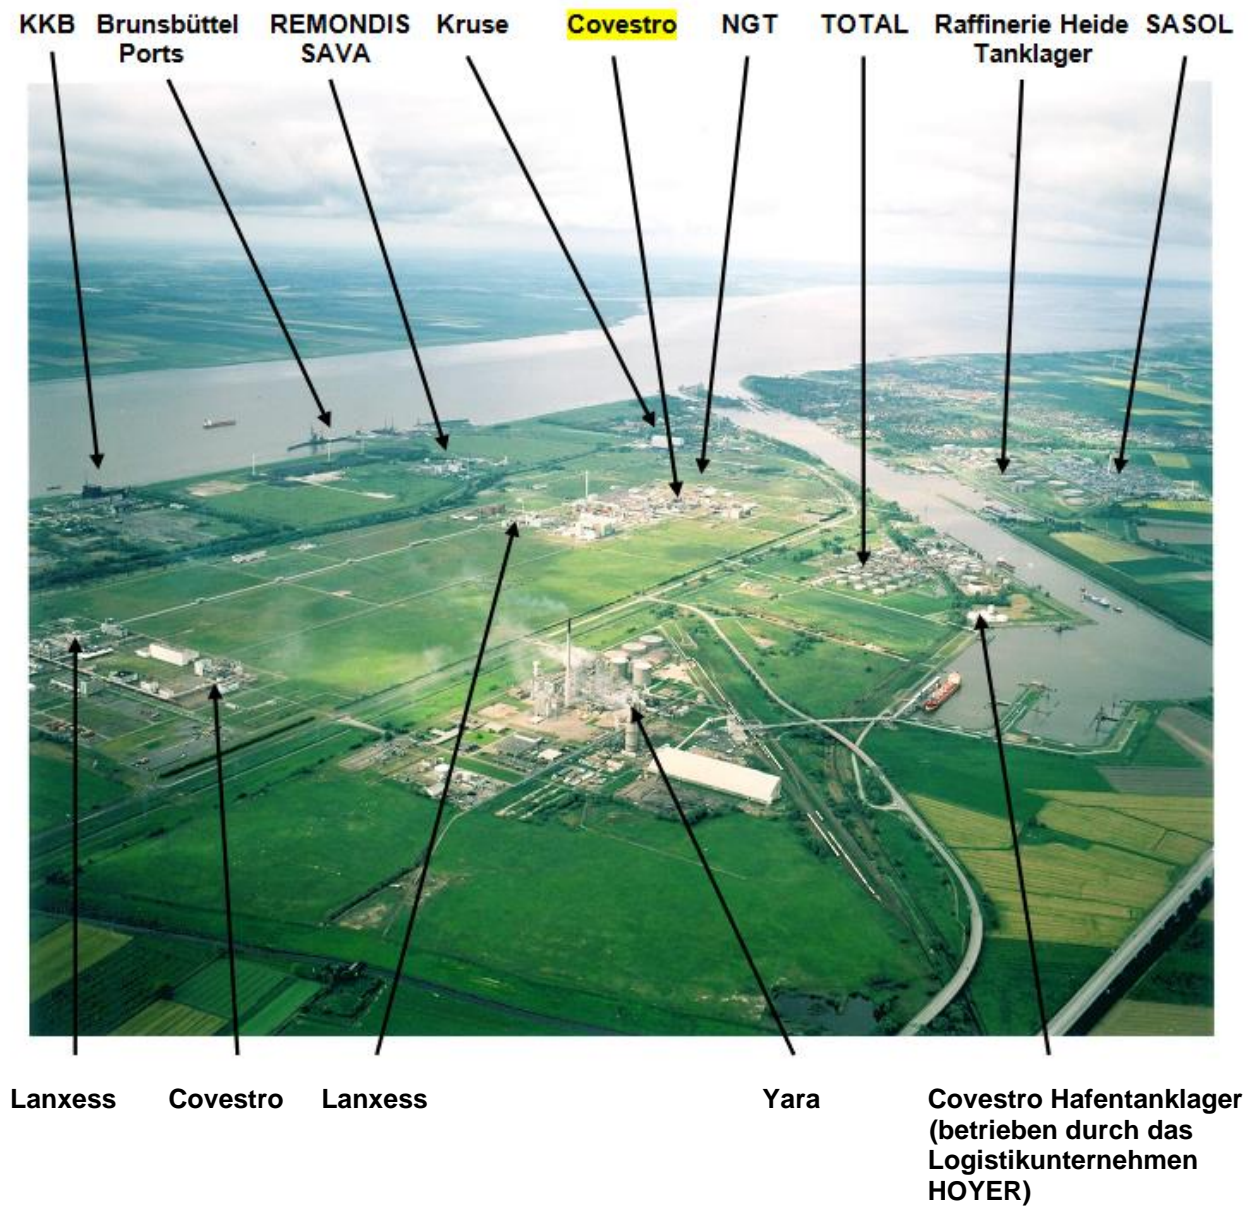 KKB Brunsbüttel REMONDIS Kruse Covestro NGT TOTAL Raffinerie Heide SASOL
Ports SAVA Tanklager
Lanxess Covestro Lanxess Yara Covestro Hafentanklager
(betrieben durch das
Logistikunternehmen
HOYER)